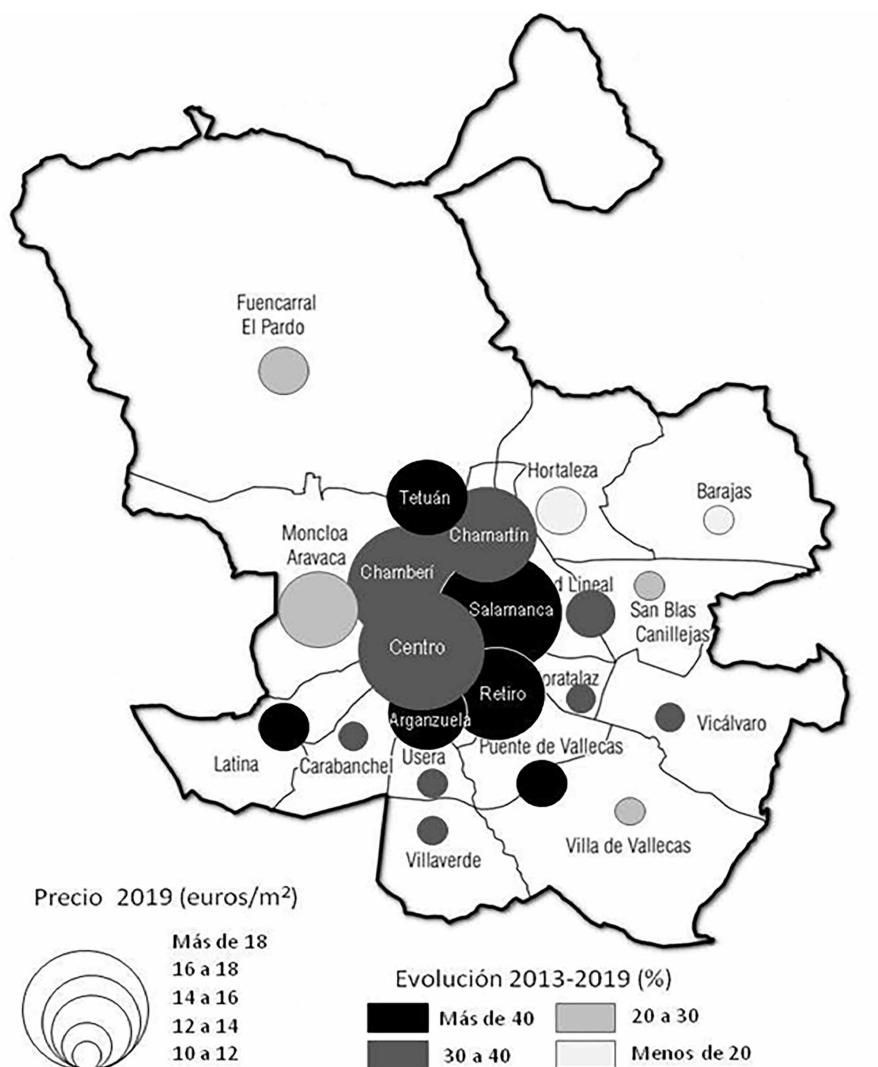 Fuencarral
El Pardo
Hortaleza
Barajas
Tetuán
Chamartín
Moncloa
Aravaca
Chamberí
d Lineal
San Blas
Canillejas
Salamanca
Centro
oratalaz
Retiro
Arganzuela
Vicálvaro
Puente de Vallecas
Latina
Carabanchel
Usera
Villaverde
Villa de Vallecas
Precio 2019 (euros/m²)
Más de 18
16 a 18
14 a 16
12 a 14
10 a 12
Evolución 2013-2019 (%)
Más de 40
20 a 30
30 a 40
Menos de 20